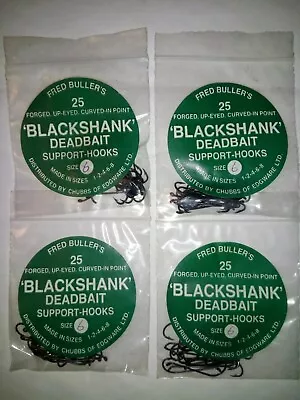 FRED BULLER'S
25
FORGED, UP-EYED, CURVED-IN POINT
'BLACKSHANK'
DEADBAIT
SUPPORT-HOOKS
SIZE 6
MADE IN SIZES 1-2-4-6-8
DISTRIBUTED BY CHUBBS OF EDGWARE LTD.
FRED BULLER'S
25
FORGED, UP-EYED, CURVED-IN POINT
'BLACKSHANK'
DEADBAIT
SUPPORT-HOOKS
SIZE 6
MADE IN SIZES 1-2-4-6-8
DISTRIBUTED BY CHUBBS OF EDGWARE LTD.
FRED BULLER'S
25
FORGED, UP-EYED, CURVED-IN POINT
'BLACKSHANK'
DEADBAIT
SUPPORT-HOOKS
SIZE 6
MADE IN SIZES 1-2-4-6-8
DISTRIBUTED BY CHUBBS OF EDGWARE LTD.
FRED BULLER'S
25
FORGED, UP-EYED, CURVED-IN POINT
'BLACKSHANK'
DEADBAIT
SUPPORT-HOOKS
SIZE 6
MADE IN SIZES 1-2-4-6-8
DISTRIBUTED BY CHUBBS OF EDGWARE LTD.